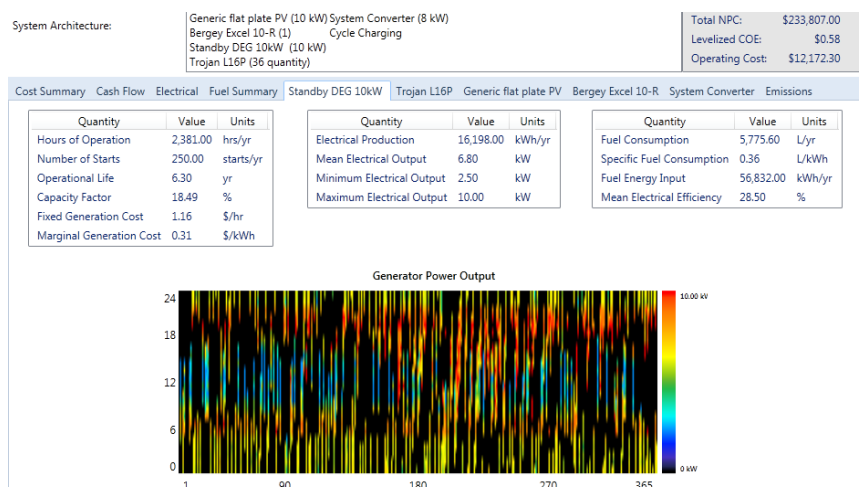 System Architecture:
Generic flat plate PV (10 kW) System Converter (8 kW)
Bergey Excel 10-R (1) Cycle Charging
Standby DEG 10kW (10 kW)
Trojan L16P (36 quantity)
Total NPC: $233,807.00
Levelized COE: $0.58
Operating Cost: $12,172.30
Cost Summary Cash Flow Electrical Fuel Summary Standby DEG 10kW Trojan L16P Generic flat plate PV Bergey Excel 10-R System Converter Emissions
Quantity Value Units
Hours of Operation 2,381.00 hrs/yr
Number of Starts 250.00 starts/yr
Operational Life 6.30 yr
Capacity Factor 18.49 %
Fixed Generation Cost 1.16 $/hr
Marginal Generation Cost 0.31 $/kWh
Quantity Value Units
Electrical Production 16,198.00 kWh/yr
Mean Electrical Output 6.80 kW
Minimum Electrical Output 2.50 kW
Maximum Electrical Output 10.00 kW
Quantity Value Units
Fuel Consumption 5,775.60 L/yr
Specific Fuel Consumption 0.36 L/kWh
Fuel Energy Input 56,832.00 kWh/yr
Mean Electrical Efficiency 28.50 %
Generator Power Output
24
18
12
6
0
1 90 180 270 365
10.00 kW
0 kW